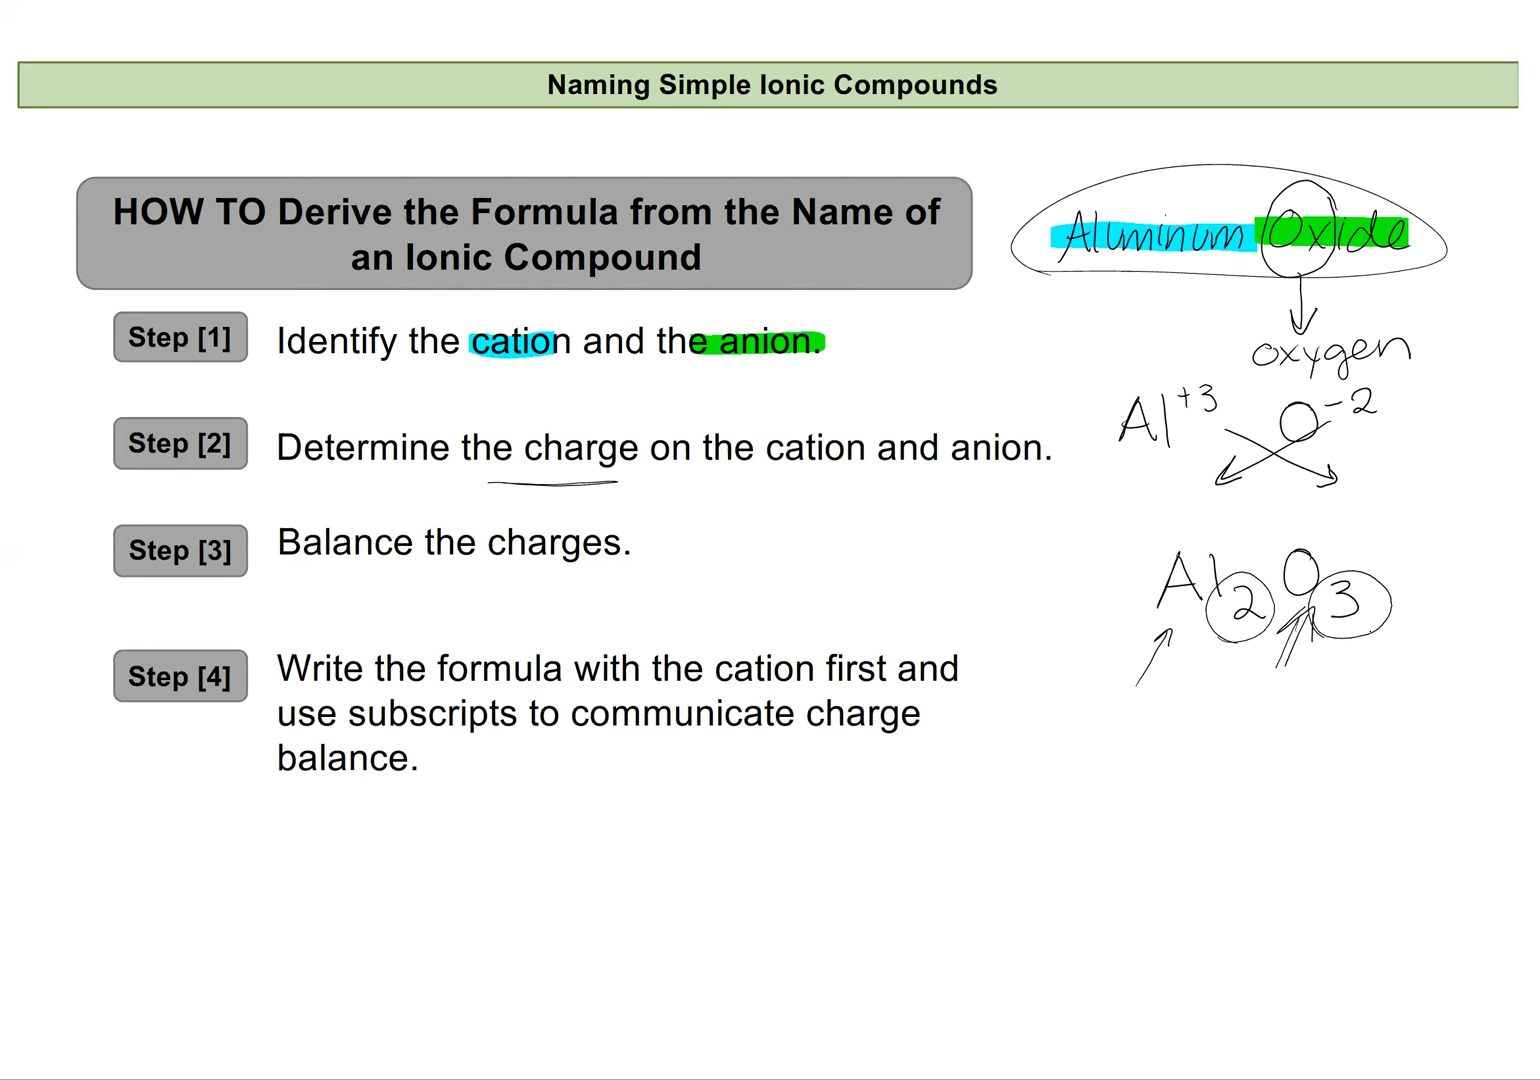 Naming Simple Ionic Compounds
HOW TO Derive the Formula from the Name of
an Ionic Compound
Aluminum Oxide
Step [1] Identify the cation and the anion.
oxygen
Al+3 O-2
Step [2] Determine the charge on the cation and anion.
Step [3] Balance the charges.
Al2O3
Step [4] Write the formula with the cation first and
use subscripts to communicate charge
balance.